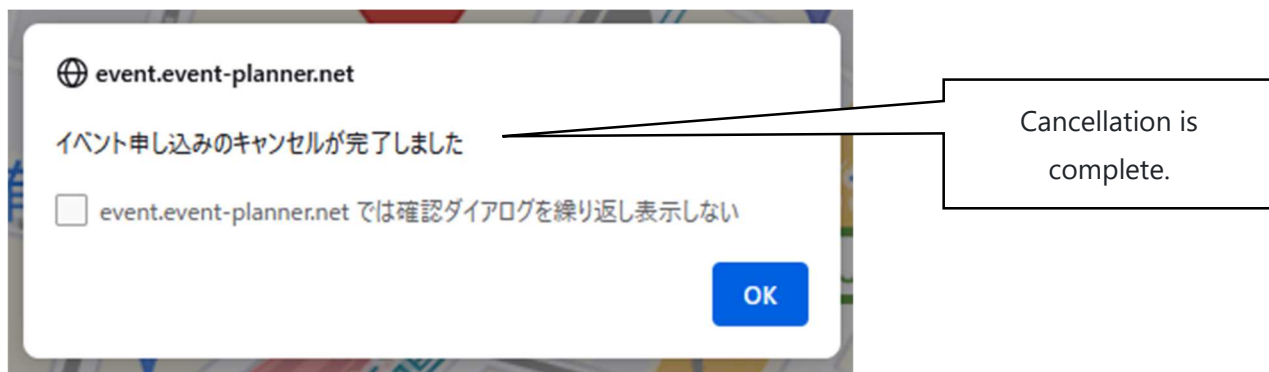 event.event-planner.net
イベント申し込みのキャンセルが完了しました
event.event-planner.net では確認ダイアログを繰り返し表示しない
OK
Cancellation is
complete.